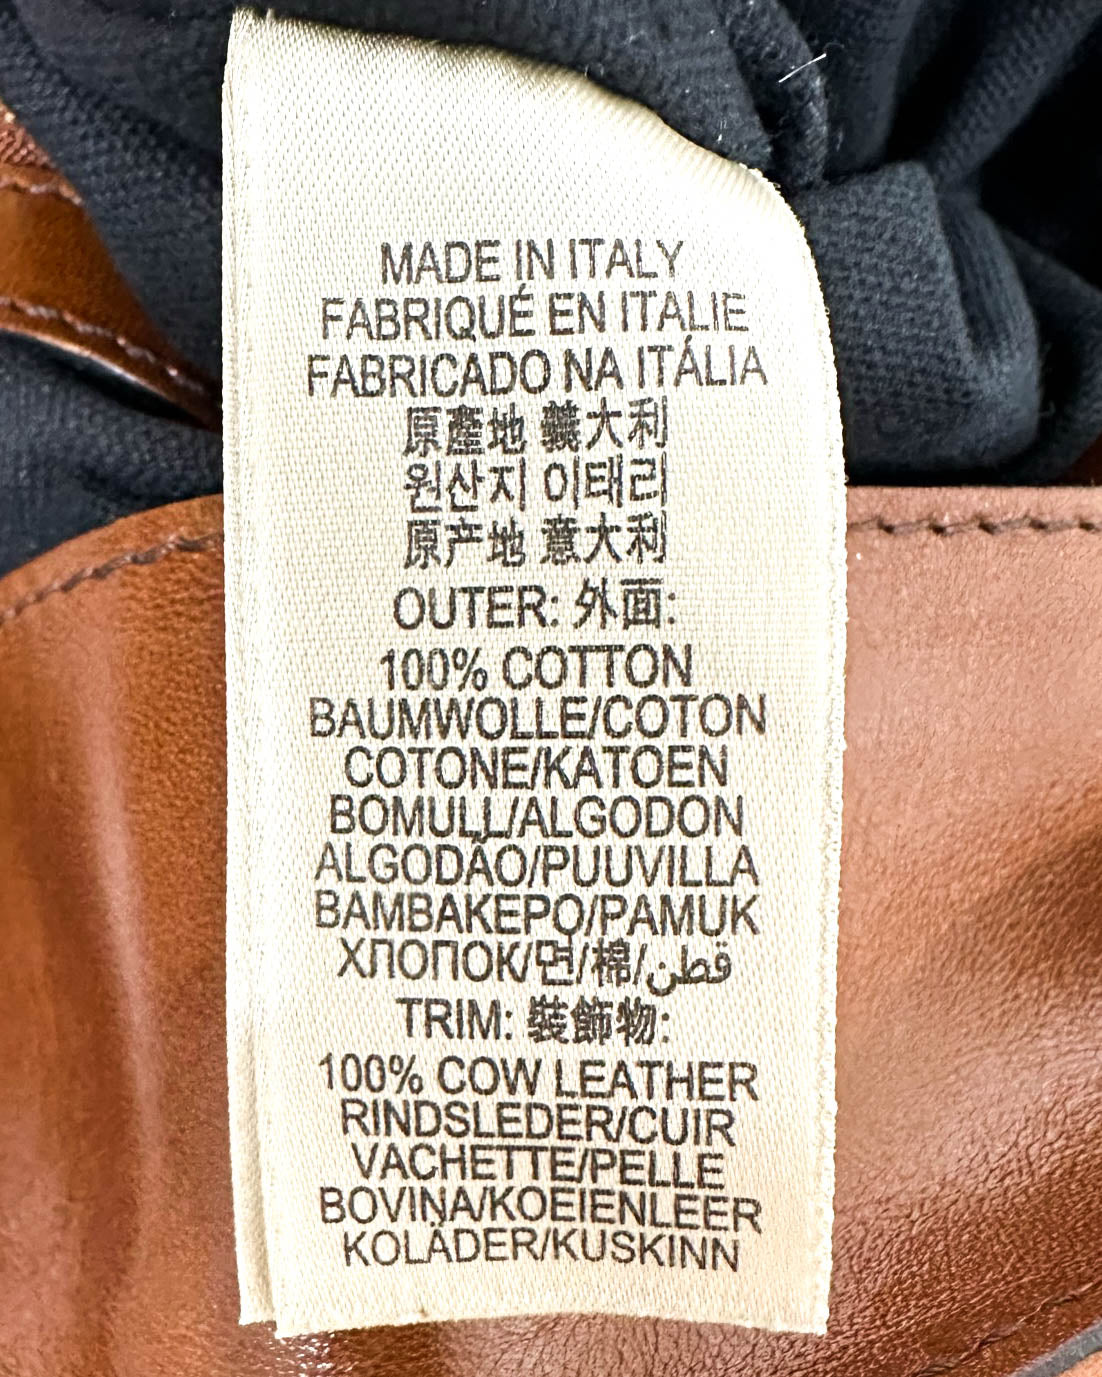 MADE IN ITALY
FABRIQUÉ EN ITALIE
FABRICADO NA ITÁLIA
原產地 義大利
원산지 이태리
原产地 意大利
OUTER: 外面:
100% COTTON
BAUMWOLLE/COTON
COTONE/KATOEN
BOMULL/ALGODON
ALGODÃO/PUUVILLA
BAMBAKEPO/PAMUK
ХЛОПОК/면/棉/قطن
TRIM: 裝飾物:
100% COW LEATHER
RINDSLEDER/CUIR
VACHETTE/PELLE
BOVINA/KOEIENLEER
KOLÄDER/KUSKINN